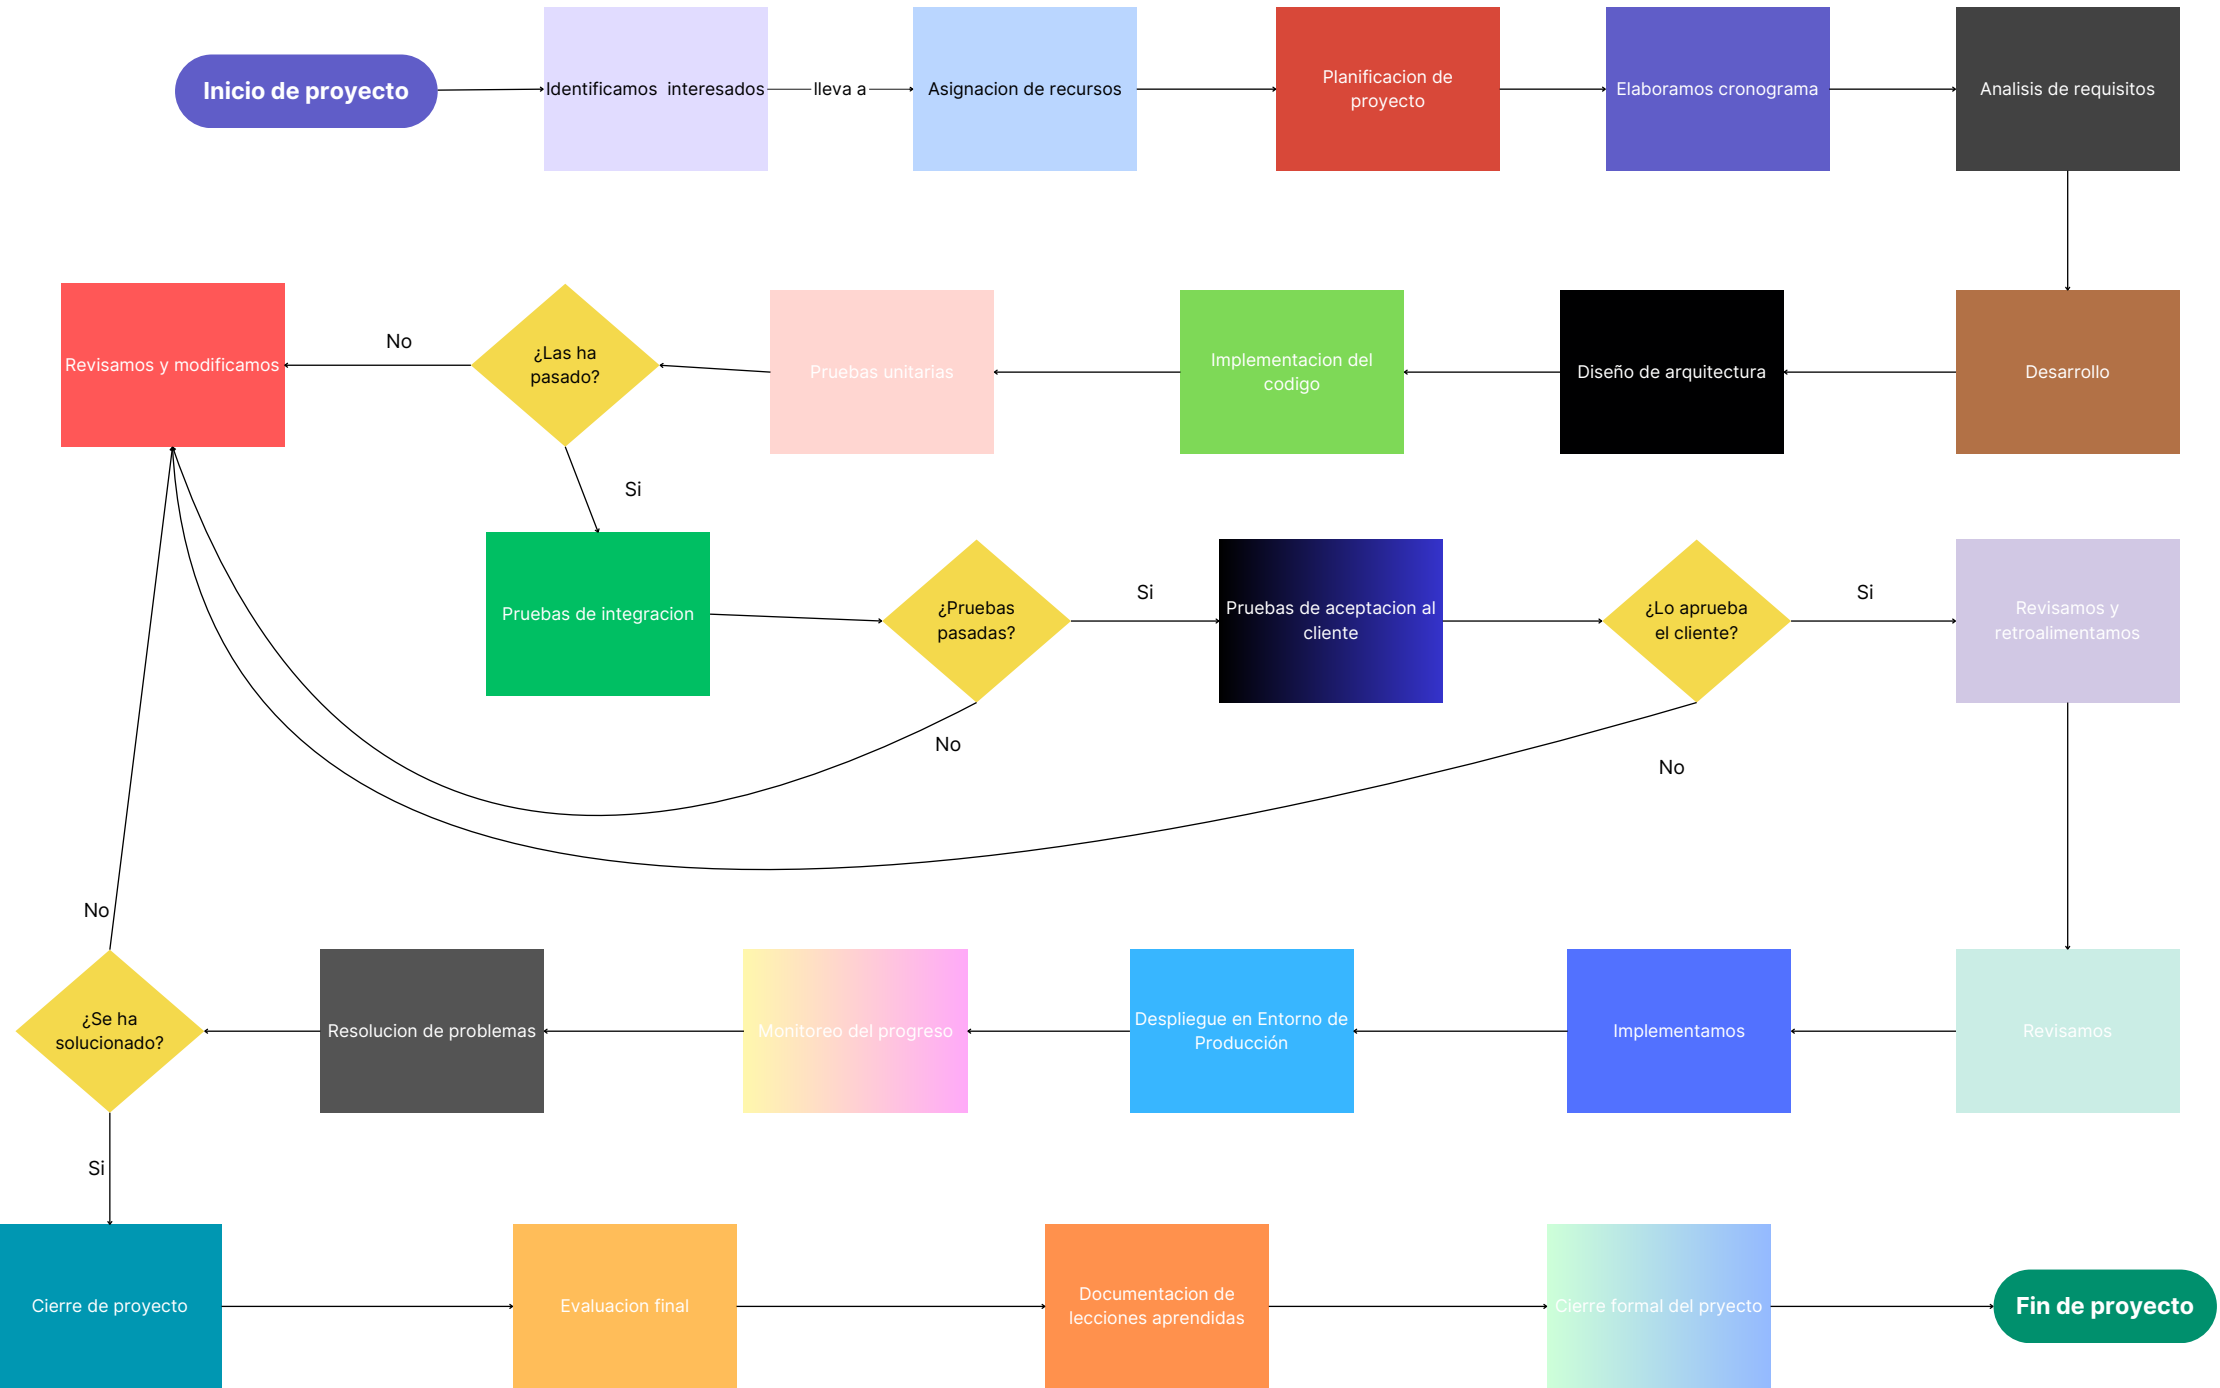 Inicio de proyecto
Identificamos  interesados
lleva a
Asignacion de recursos
Planificacion de
proyecto
Elaboramos cronograma
Analisis de requisitos
Revisamos y modificamos
No
¿Las ha
pasado?
Pruebas unitarias
Implementacion del
codigo
Diseño de arquitectura
Desarrollo
Si
Pruebas de integracion
¿Pruebas
pasadas?
Si
Pruebas de aceptacion al
cliente
¿Lo aprueba
el cliente?
Si
Revisamos y
retroalimentamos
No
No
No
¿Se ha
solucionado?
Resolucion de problemas
Monitoreo del progreso
Despliegue en Entorno de
Producción
Implementamos
Revisamos
Si
Cierre de proyecto
Evaluacion final
Documentacion de
lecciones aprendidas
Cierre formal del pryecto
Fin de proyecto